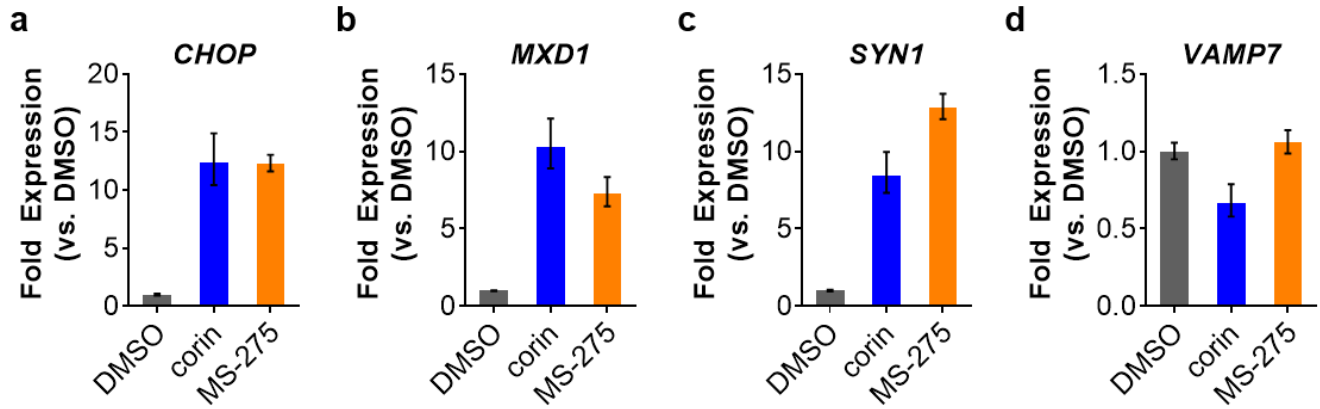 a
CHOP
Fold Expression
(vs. DMSO)
20
15
10
5
0
DMSO
corin
MS-275
b
MXD1
Fold Expression
(vs. DMSO)
15
10
5
0
DMSO
corin
MS-275
c
SYN1
Fold Expression
(vs. DMSO)
15
10
5
0
DMSO
corin
MS-275
d
VAMP7
Fold Expression
(vs. DMSO)
1.5
1.0
0.5
0.0
DMSO
corin
MS-275